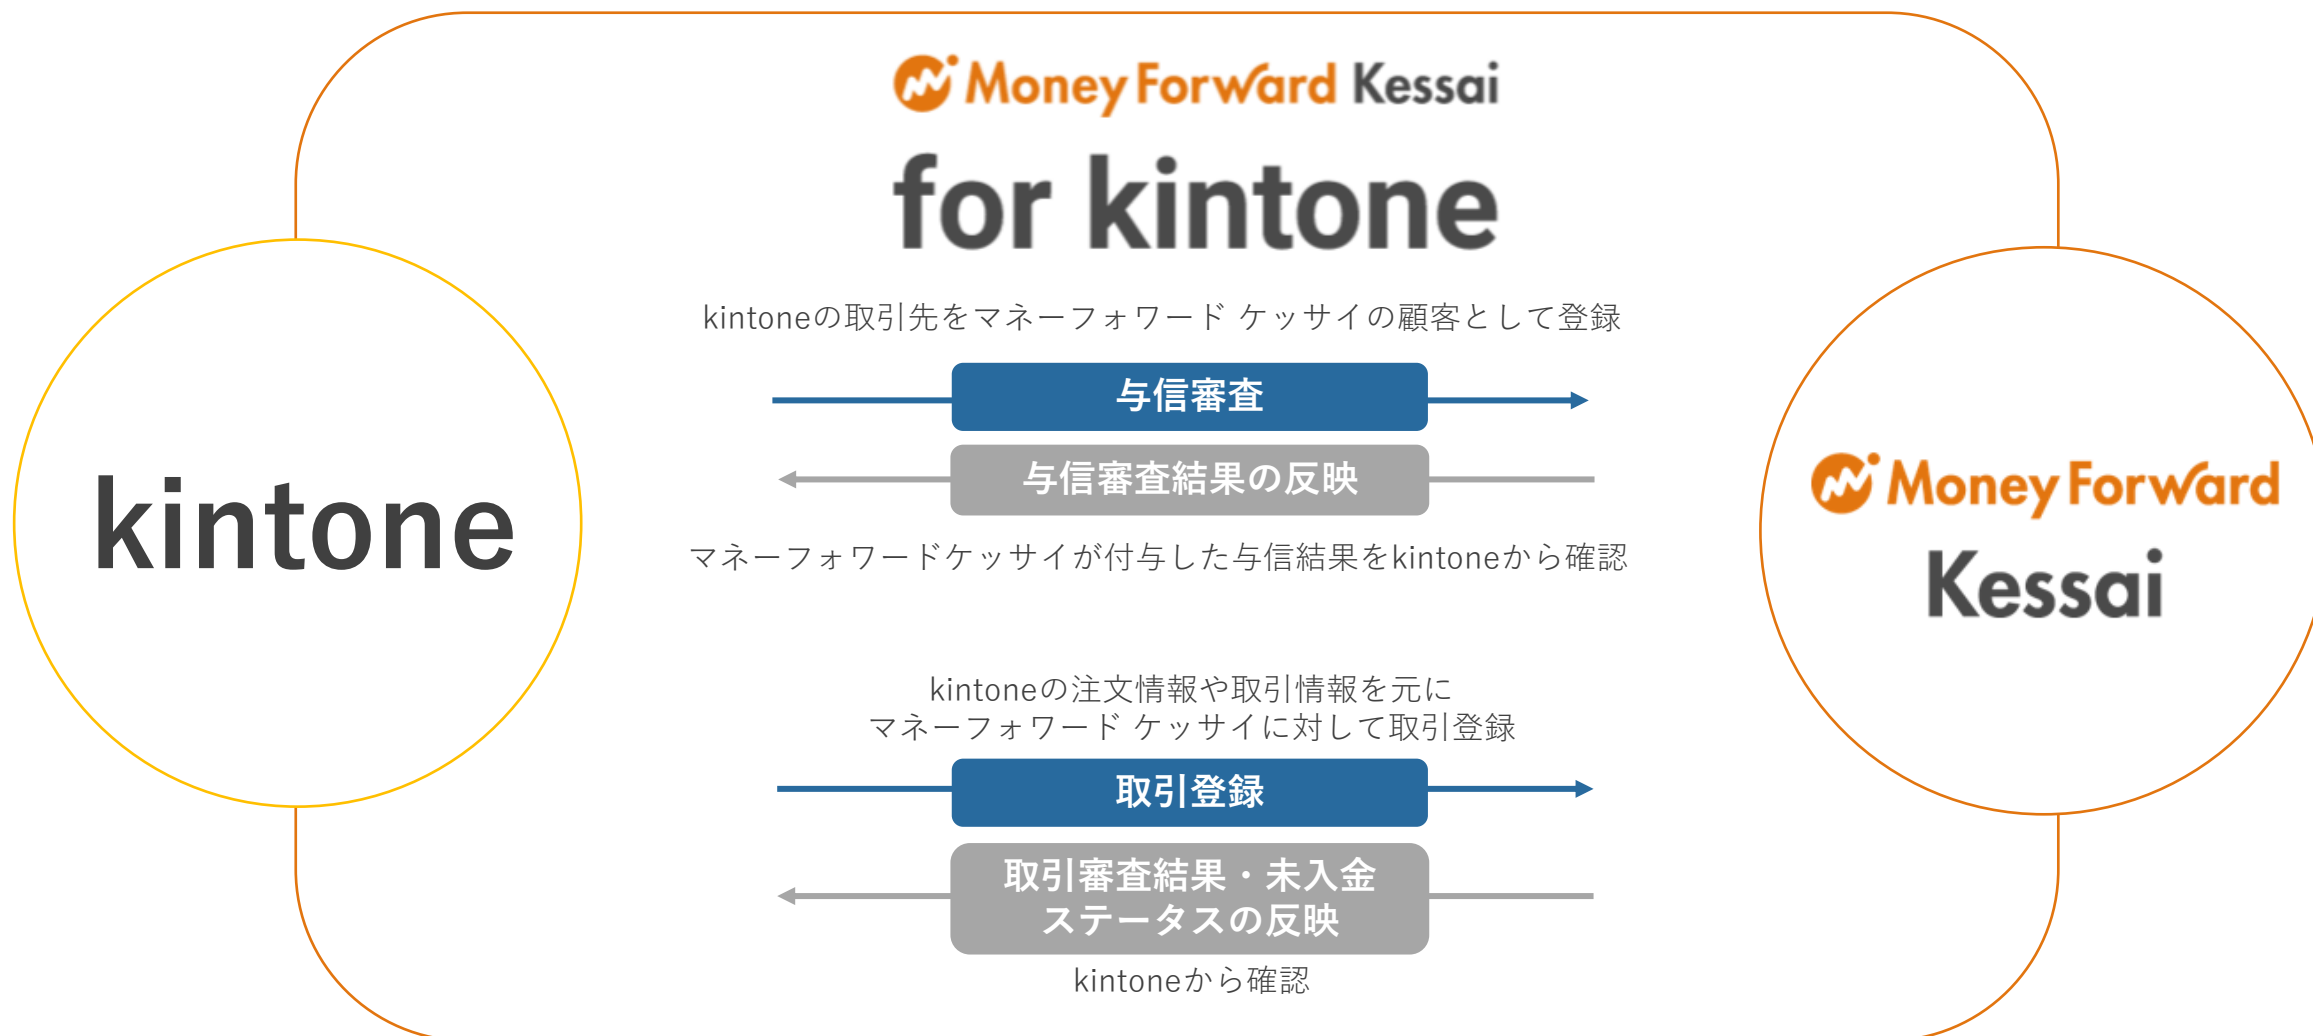 Money Forward Kessai
for kintone
kintoneの取引先をマネーフォワード ケッサイの顧客として登録
与信審査
与信審査結果の反映
マネーフォワードケッサイが付与した与信結果をkintoneから確認
kintone
Money Forward
Kessai
kintoneの注文情報や取引情報を元に
マネーフォワード ケッサイに対して取引登録
取引登録
取引審査結果・未入金
ステータスの反映
kintoneから確認